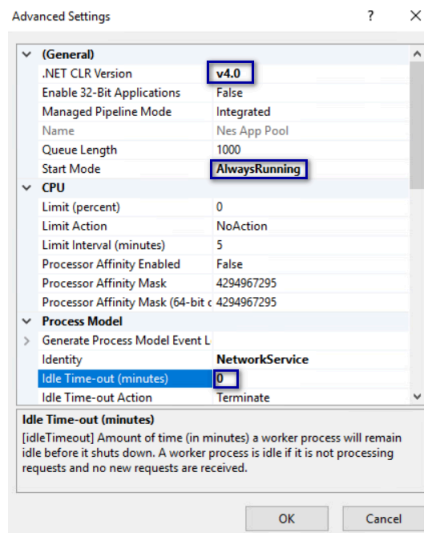 Advanced Settings ? ×
(General)
.NET CLR Version v4.0
Enable 32-Bit Applications False
Managed Pipeline Mode Integrated
Name Nes App Pool
Queue Length 1000
Start Mode AlwaysRunning
CPU
Limit (percent) 0
Limit Action NoAction
Limit Interval (minutes) 5
Processor Affinity Enabled False
Processor Affinity Mask 4294967295
Processor Affinity Mask (64-bit c 4294967295
Process Model
Generate Process Model Event L
Identity NetworkService
Idle Time-out (minutes) 0
Idle Time-out Action Terminate
Idle Time-out (minutes)
[idleTimeout] Amount of time (in minutes) a worker process will remain
idle before it shuts down. A worker process is idle if it is not processing
requests and no new requests are received.
OK Cancel